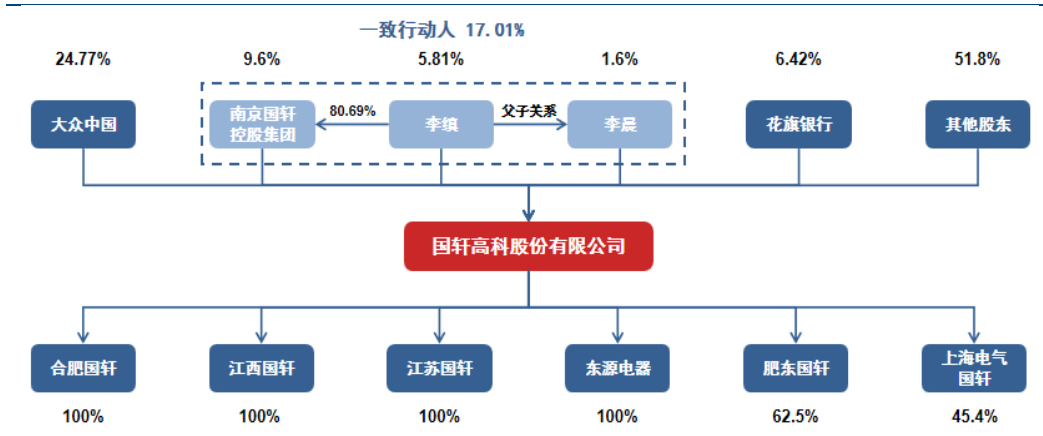 一致行动人 17.01%
24.77%
9.6%
5.81%
1.6%
6.42%
51.8%
大众中国
南京国轩
控股集团
80.69%
李缜
父子关系
李晨
花旗银行
其他股东
国轩高科股份有限公司
合肥国轩
江西国轩
江苏国轩
东源电器
肥东国轩
上海电气
国轩
100%
100%
100%
100%
62.5%
45.4%